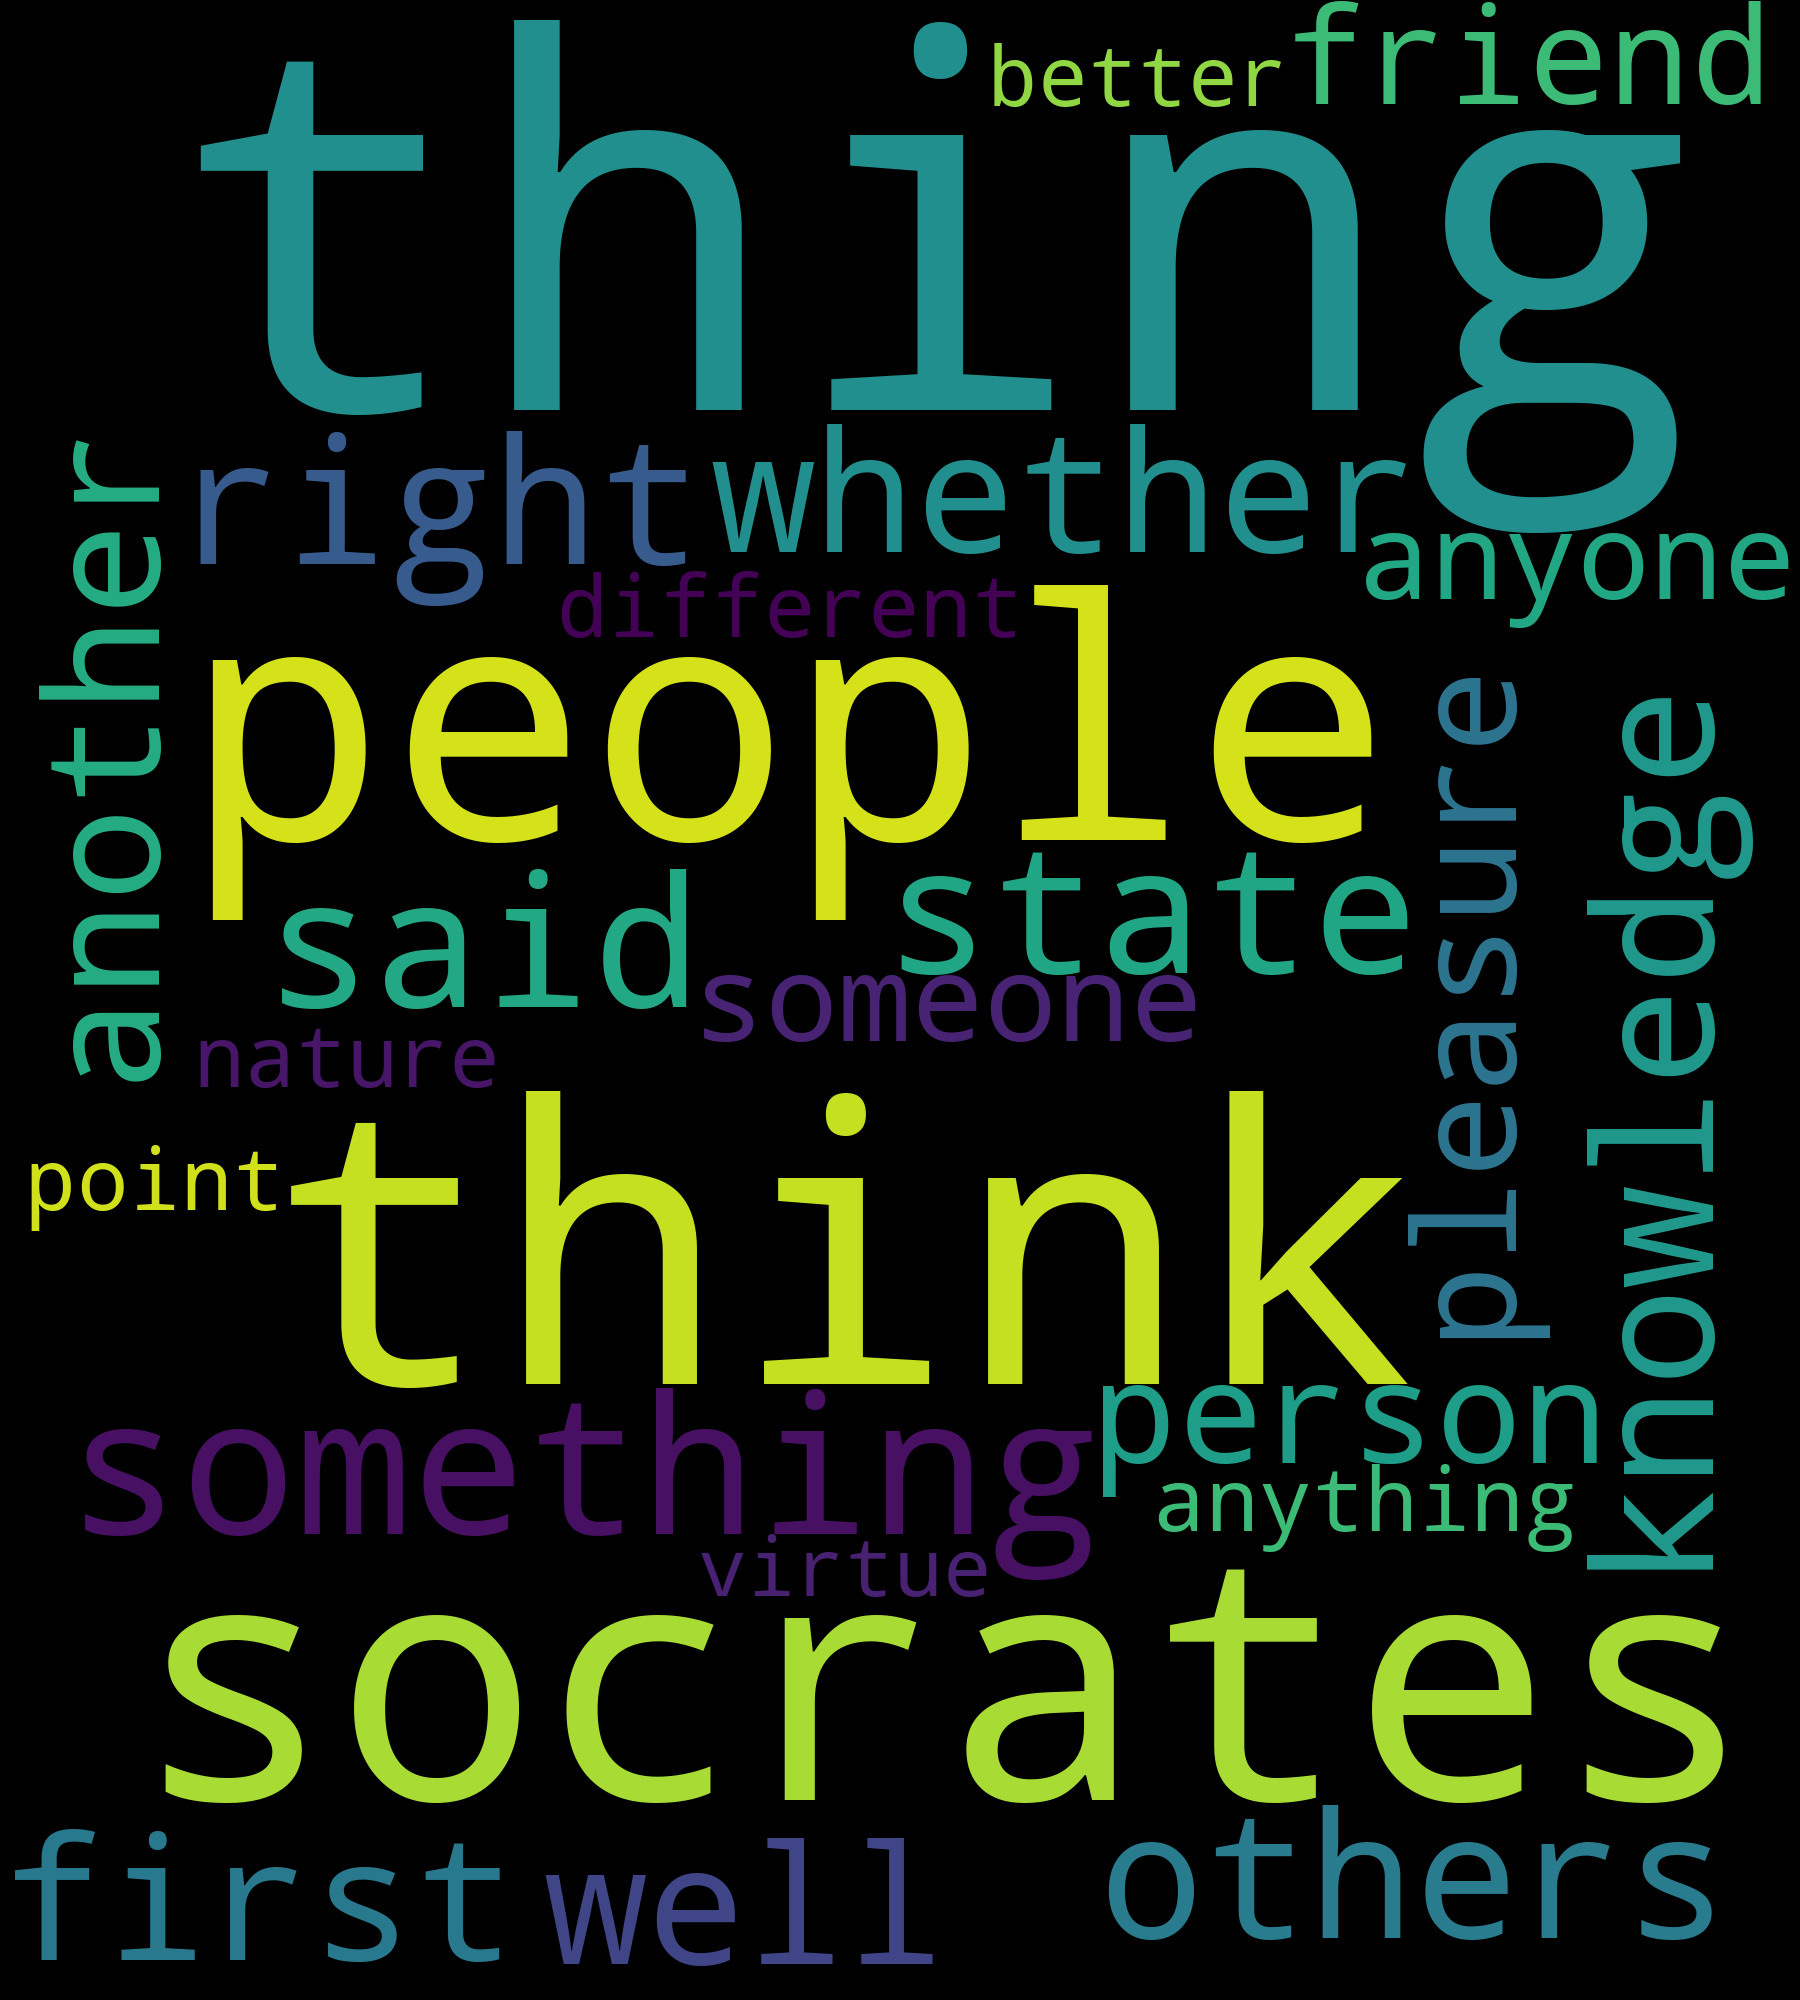 better friend
thing
another
right whether
anyone
different
people
pleasure
knowledge
said state
someone
nature
point
think
something person
anything
virtue
socrates
first well others